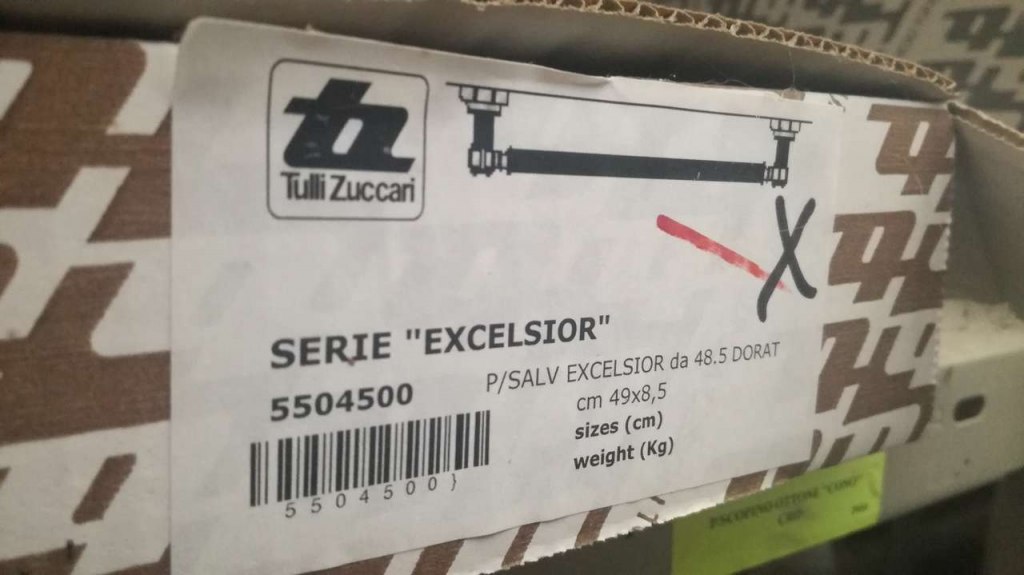 tz
Tulli Zuccari
X
SERIE "EXCELSIOR"
5504500
P/SALV EXCELSIOR da 48.5 DORAT
cm 49x8,5
sizes (cm)
weight (Kg)
5504500}